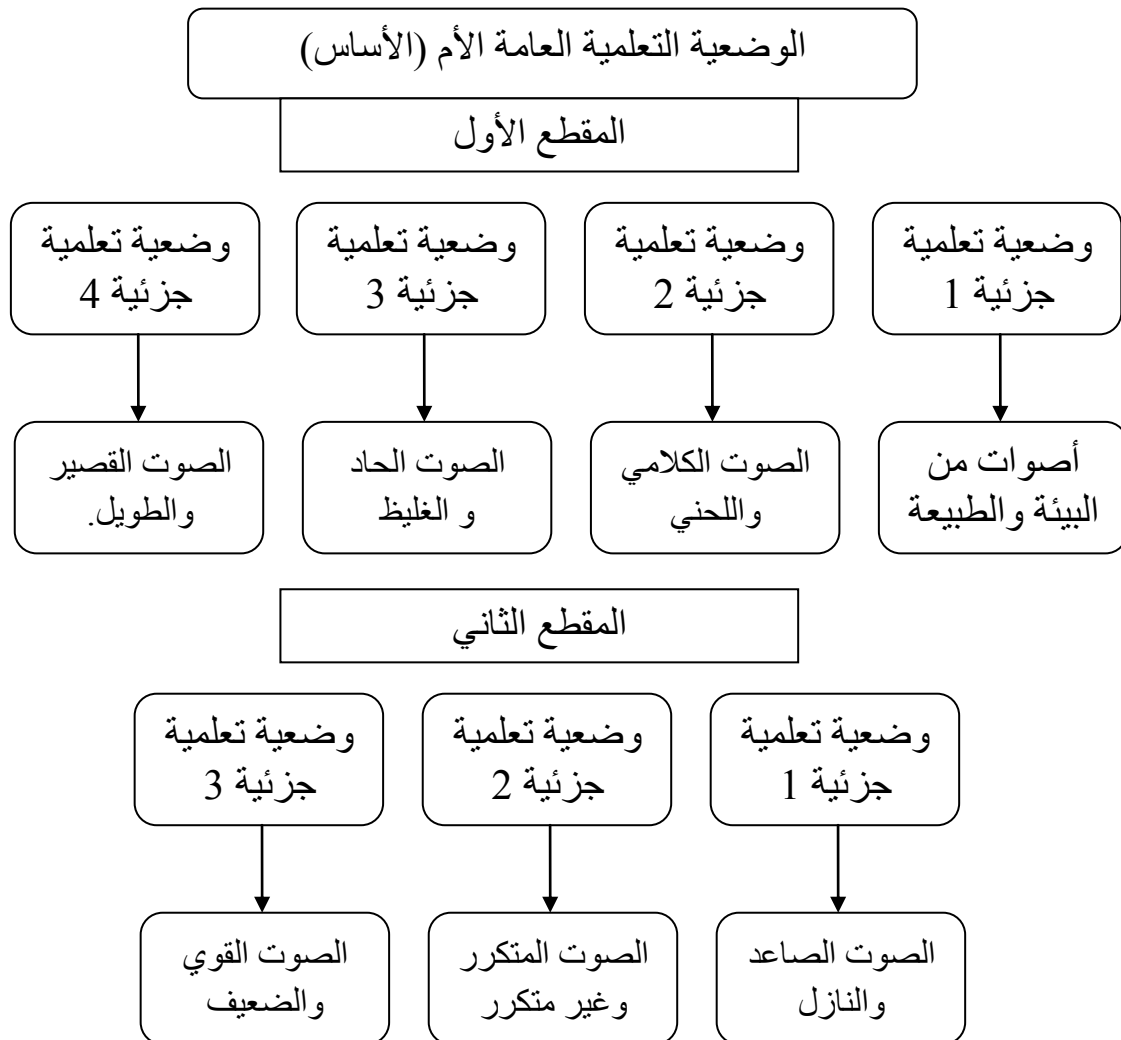 الوضعية التعلمية العامة الأم (الأساس)
المقطع الأول
وضعية تعلمية
جزئية 1
وضعية تعلمية
جزئية 2
وضعية تعلمية
جزئية 3
وضعية تعلمية
جزئية 4
أصوات من
البيئة والطبيعة
الصوت الكلامي
واللحني
الصوت الحاد
و الغليظ
الصوت القصير
والطويل.
المقطع الثاني
وضعية تعلمية
جزئية 1
وضعية تعلمية
جزئية 2
وضعية تعلمية
جزئية 3
الصوت الصاعد
والنازل
الصوت المتكرر
وغير متكرر
الصوت القوي
والضعيف